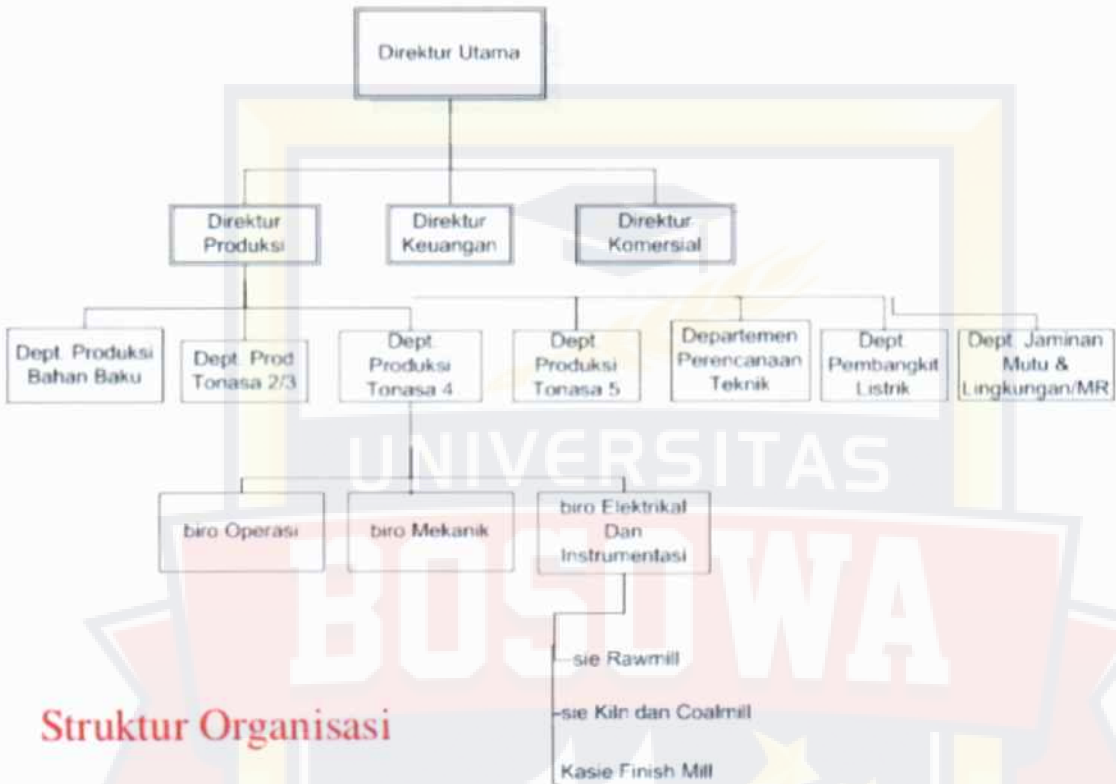 Direktur Utama
Direktur
Produksi
Direktur
Keuangan
Direktur
Komersial
Dept. Produksi
Bahan Baku
Dept. Prod
Tonasa 2/3
Dept.
Produksi
Tonasa 4
Dept
Produksi
Tonasa 5
Departemen
Perencanaan
Teknik
Dept
Pembangkit
Listrik
Dept. Jaminan
Mutu &
Lingkungan/MR
UNIVERSITAS
biro Operasi
biro Mekanik
biro Elektrikal
Dan
Instrumentasi
BOSOWA
sie Rawmill
sie Kiln dan Coalmill
Kasie Finish Mill
Struktur Organisasi